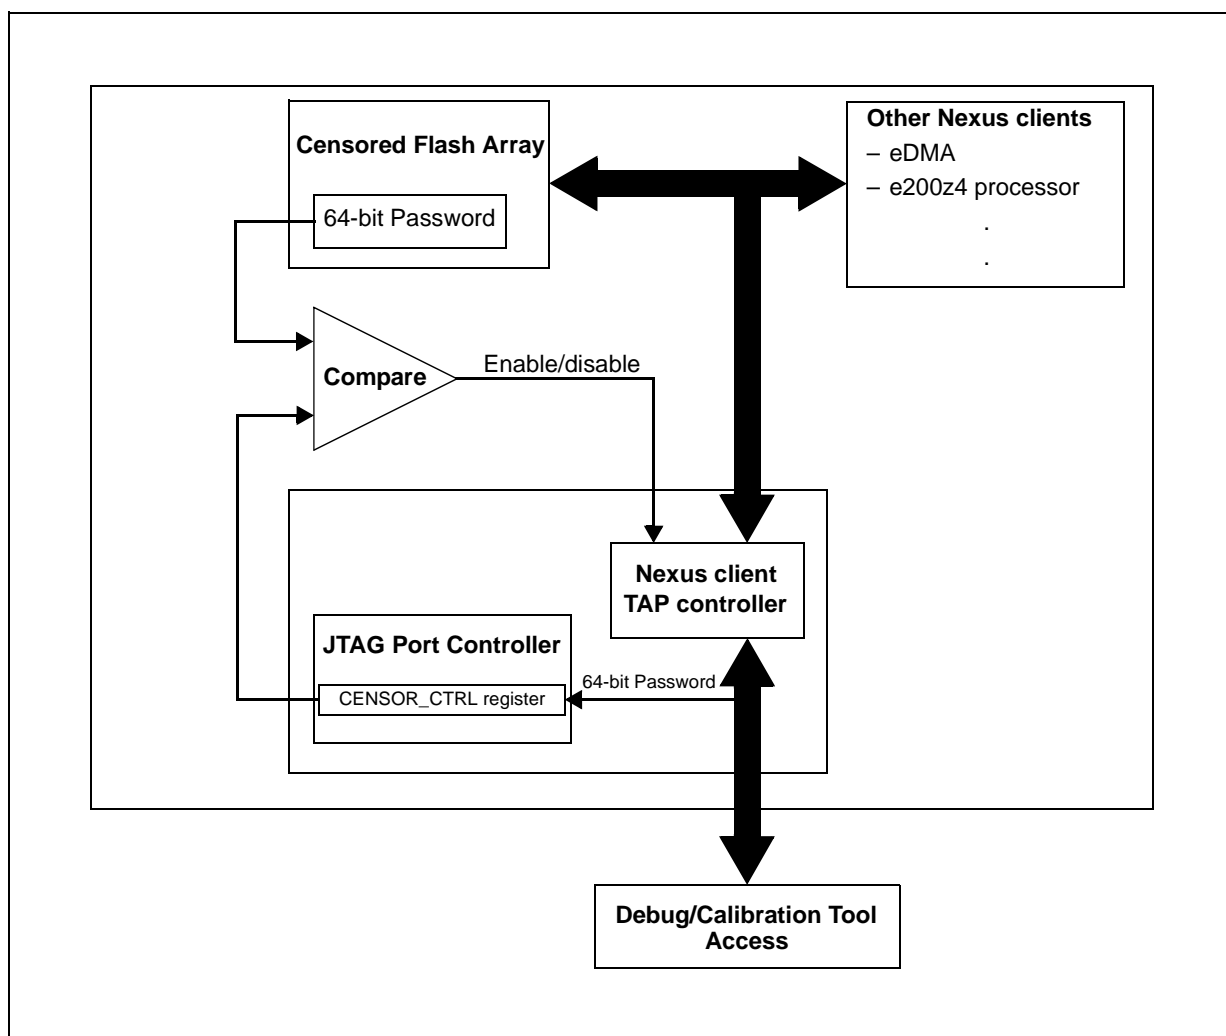 Censored Flash Array
64-bit Password
Other Nexus clients
– eDMA
– e200z4 processor
.
.
Compare
Enable/disable
Nexus client
TAP controller
JTAG Port Controller
CENSOR_CTRL register
64-bit Password
Debug/Calibration Tool
Access